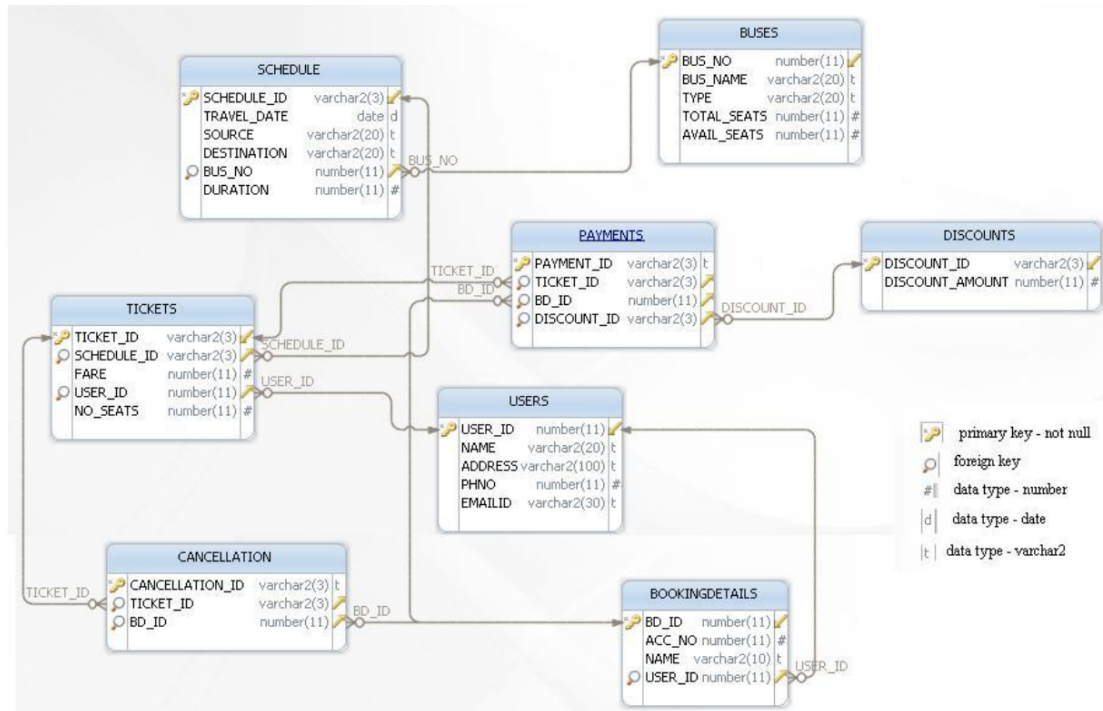 BUSES
BUS_NO number(11)
BUS_NAME varchar2(20) t
TYPE varchar2(20) t
TOTAL_SEATS number(11) #
AVAIL_SEATS number(11) #
SCHEDULE
SCHEDULE_ID varchar2(3)
TRAVEL_DATE date d
SOURCE varchar2(20) t
DESTINATION varchar2(20) t
BUS_NO number(11)
DURATION number(11) #
BUS_NO
PAYMENTS
PAYMENT_ID varchar2(3) t
TICKET_ID varchar2(3)
BD_ID number(11)
DISCOUNT_ID varchar2(3)
TICKET_ID
BD_ID
DISCOUNT_ID
DISCOUNTS
DISCOUNT_ID varchar2(3)
DISCOUNT_AMOUNT number(11) #
TICKETS
TICKET_ID varchar2(3)
SCHEDULE_ID varchar2(3)
FARE number(11) #
USER_ID number(11)
NO_SEATS number(11) #
SCHEDULE_ID
USER_ID
USERS
USER_ID number(11)
NAME varchar2(20) t
ADDRESS varchar2(100) t
PHNO number(11) #
EMAILID varchar2(30) t
primary key - not null
foreign key
# data type - number
d data type - date
t data type - varchar2
CANCELLATION
CANCELLATION_ID varchar2(3) t
TICKET_ID varchar2(3)
BD_ID number(11)
TICKET_ID
BD_ID
BOOKINGDETAILS
BD_ID number(11)
ACC_NO number(11) #
NAME varchar2(10) t
USER_ID number(11)
USER_ID